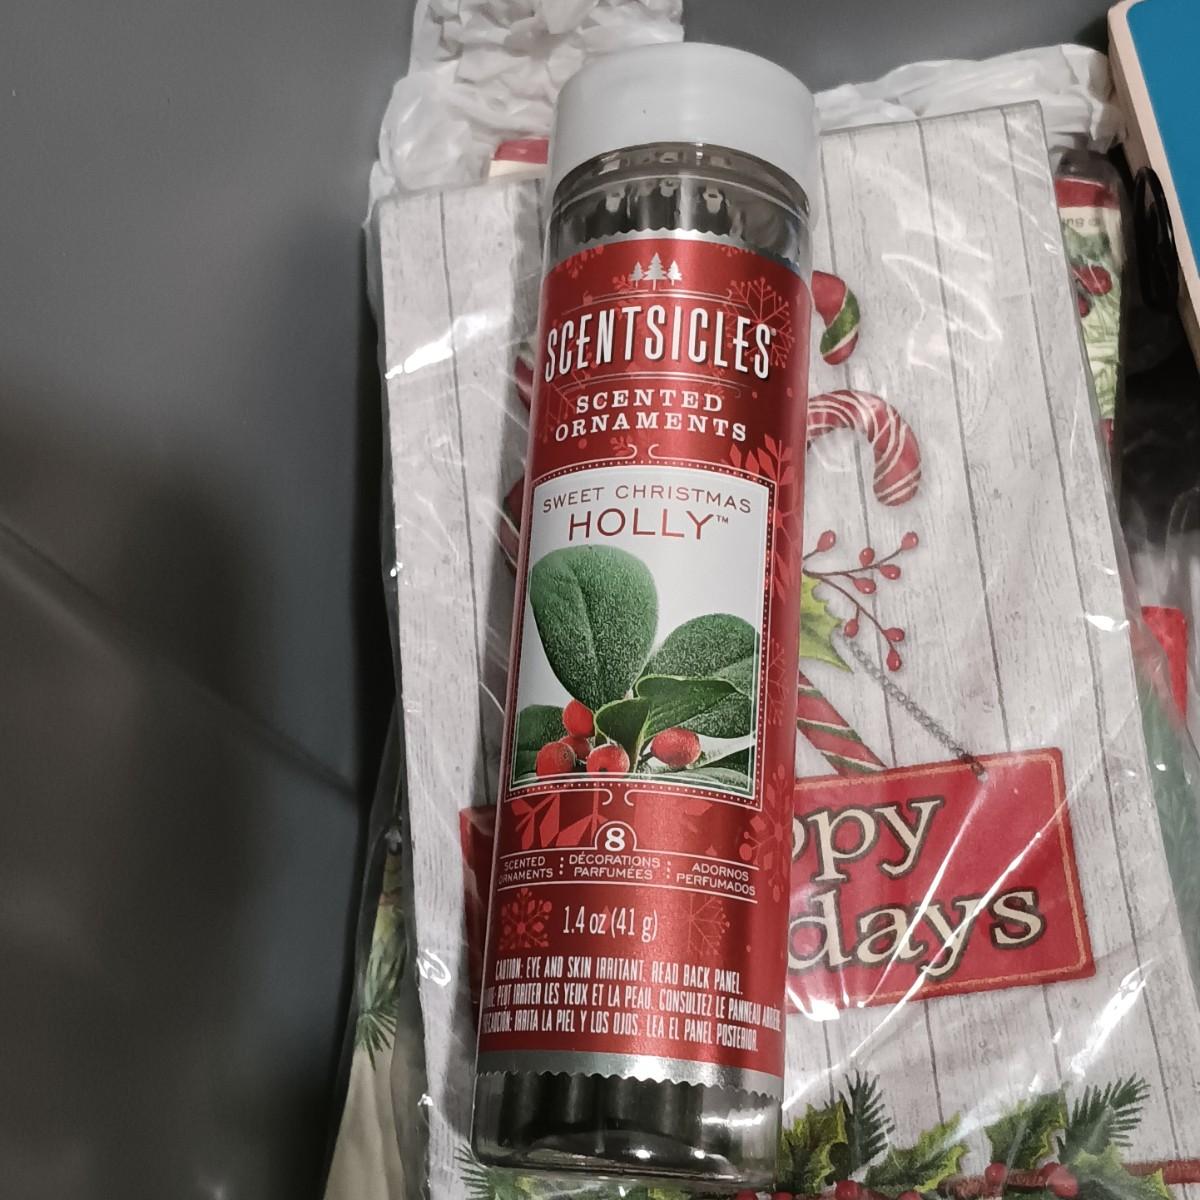 SCENTSICLES®
SCENTED
ORNAMENTS
SWEET CHRISTMAS
HOLLY™
8
SCENTED
ORNAMENTS
DÉCORATIONS
PARFUMÉES
ADORNOS
PERFUMADOS
1.4 oz (41 g)
CAUTION: EYE AND SKIN IRRITANT. READ BACK PANEL.
PEUT IRRITER LES YEUX ET LA PEAU. CONSULTEZ LE PANNEAU
IRRITA LA PIEL Y LOS OJOS. LEA EL PANEL POSTERIOR.
ppy
days